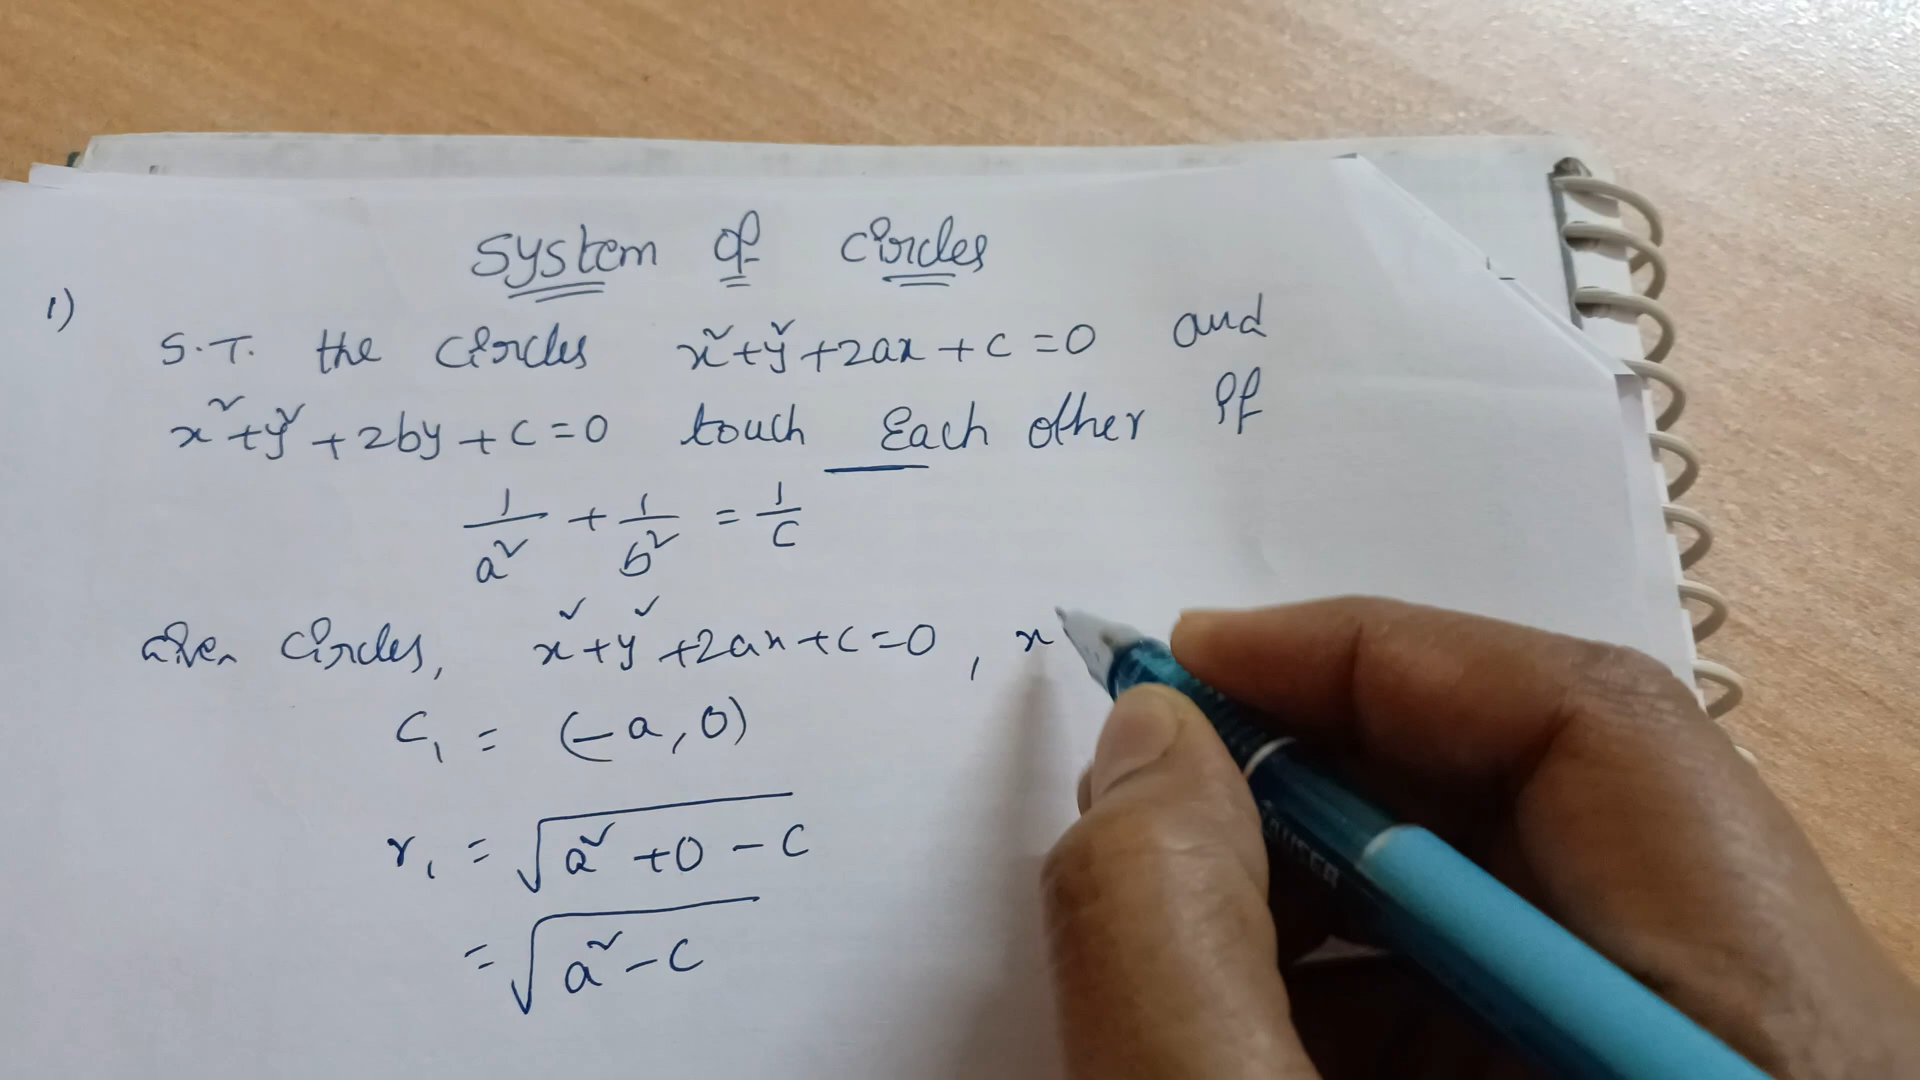 System of Circles
1)
S.T. the circles x²+y²+2ax+c=0 and
x²+y²+2by+c=0 touch Each other if
1/a² + 1/b² = 1/c
Given Circles, x²+y²+2ax+c=0, x
C₁ = (-a, 0)
r₁ = √(a²+0-c)
= √(a²-c)